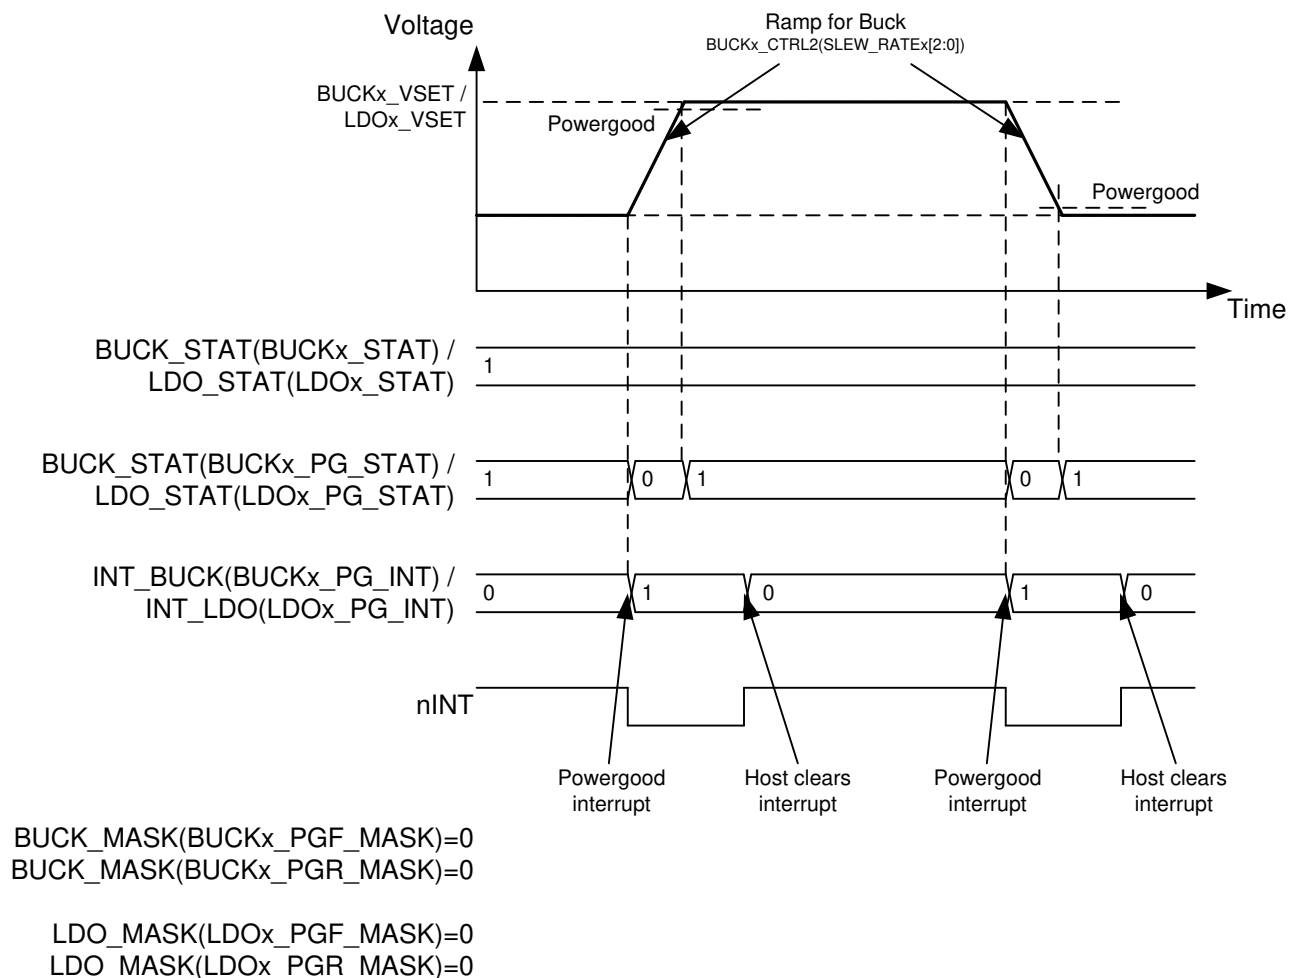 Voltage
Ramp for Buck
BUCKx_CTRL2(SLEW_RATEx[2:0])
BUCKx_VSET /
LDOx_VSET
Powergood
Powergood
Time
BUCK_STAT(BUCKx_STAT) /
LDO_STAT(LDOx_STAT)
1
BUCK_STAT(BUCKx_PG_STAT) /
LDO_STAT(LDOx_PG_STAT)
1 0 1 0 1
INT_BUCK(BUCKx_PG_INT) /
INT_LDO(LDOx_PG_INT)
0 1 0 1 0
nINT
Powergood
interrupt
Host clears
interrupt
Powergood
interrupt
Host clears
interrupt
BUCK_MASK(BUCKx_PGF_MASK)=0
BUCK_MASK(BUCKx_PGR_MASK)=0
LDO_MASK(LDOx_PGF_MASK)=0
LDO_MASK(LDOx_PGR_MASK)=0